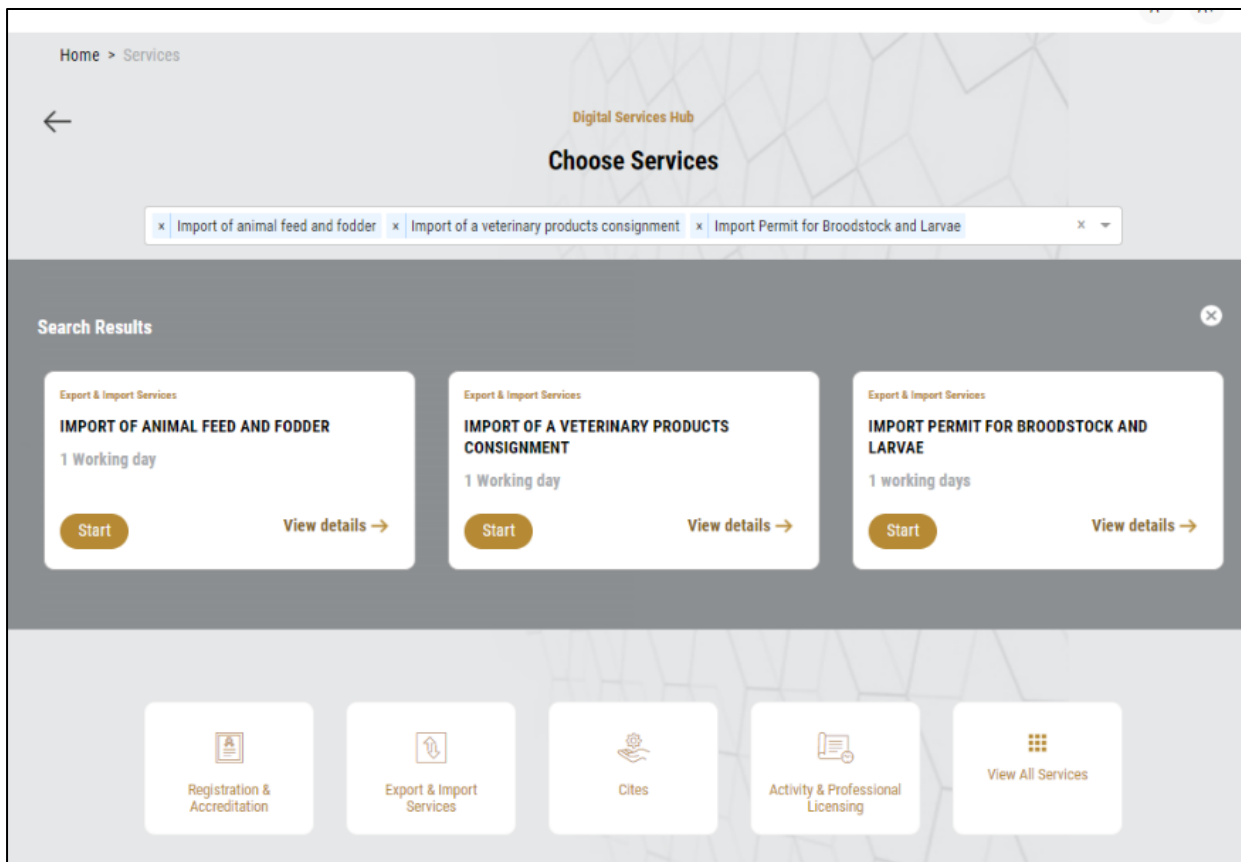 Home > Services
Digital Services Hub
Choose Services
× Import of animal feed and fodder × Import of a veterinary products consignment × Import Permit for Broodstock and Larvae ×
Search Results
Export & Import Services
IMPORT OF ANIMAL FEED AND FODDER
1 Working day
Start
View details →
Export & Import Services
IMPORT OF A VETERINARY PRODUCTS
CONSIGNMENT
1 Working day
Start
View details →
Export & Import Services
IMPORT PERMIT FOR BROODSTOCK AND
LARVAE
1 working days
Start
View details →
Registration &
Accreditation
Export & Import
Services
Cites
Activity & Professional
Licensing
View All Services